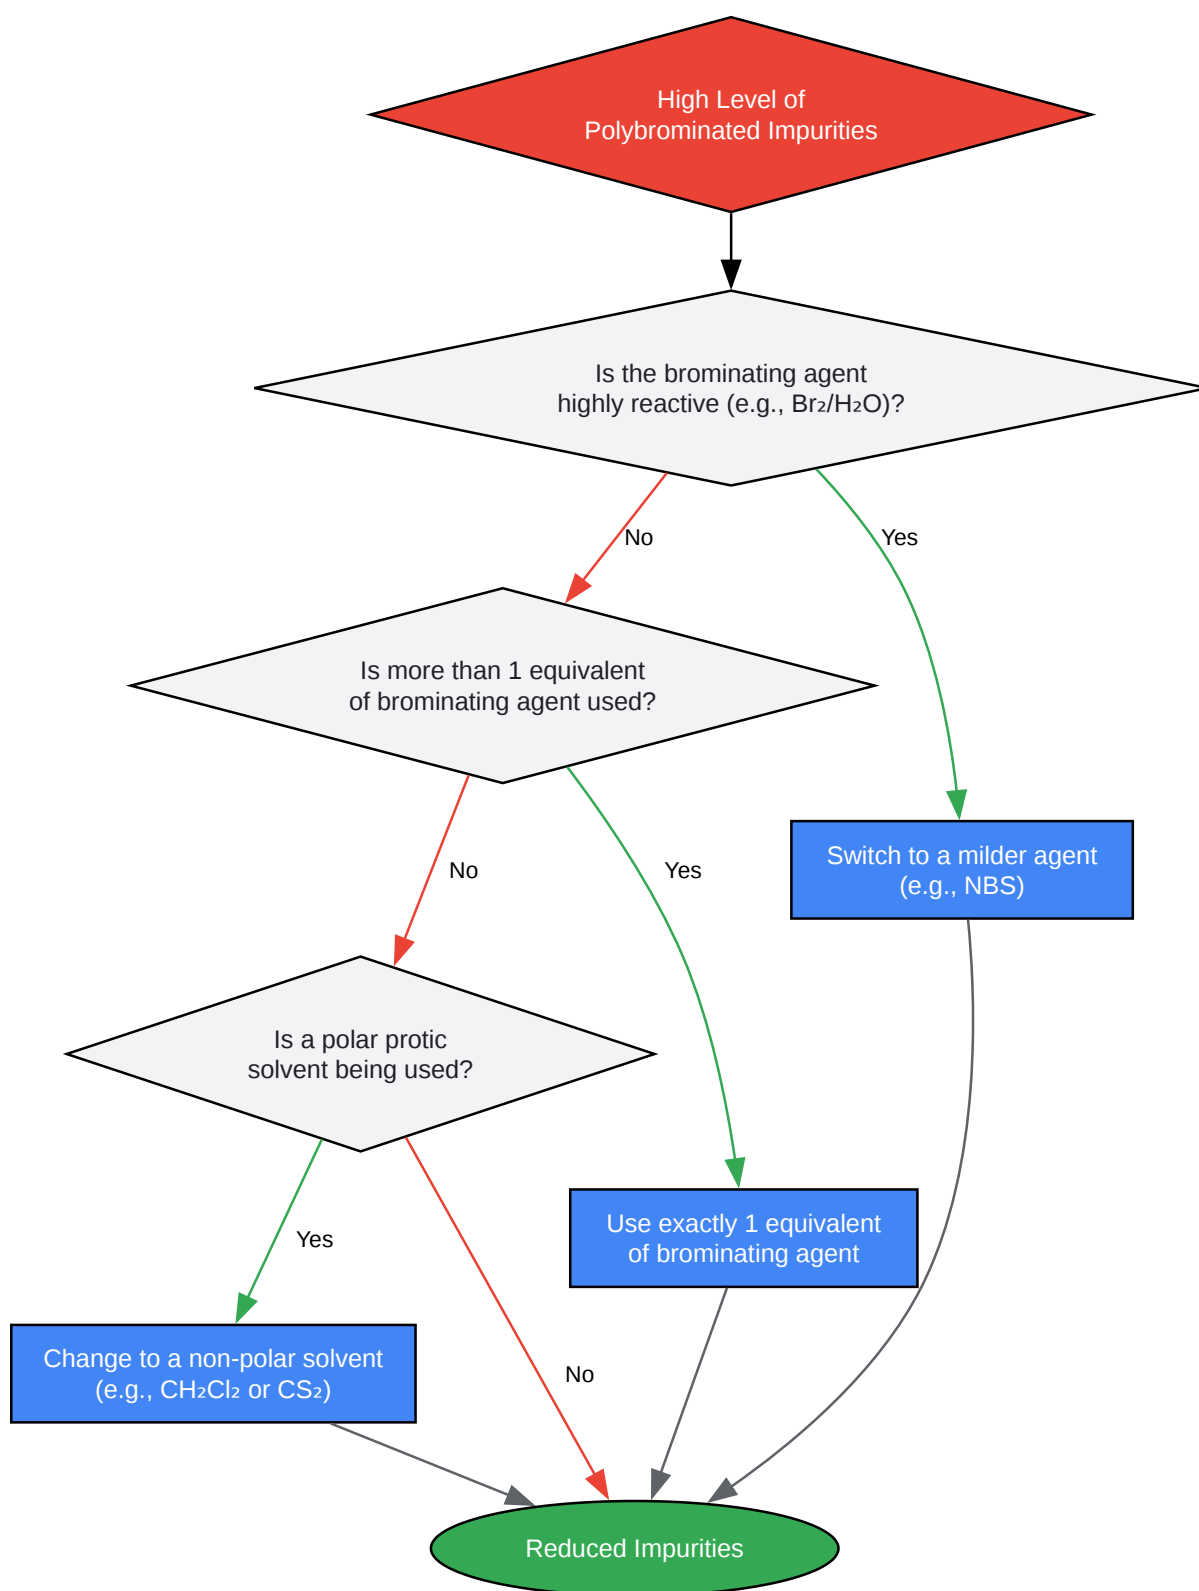 High Level of
Polybrominated Impurities
Is the brominating agent
highly reactive (e.g., Br₂/H₂O)?
No
Yes
Is more than 1 equivalent
of brominating agent used?
No
Yes
Switch to a milder agent
(e.g., NBS)
Is a polar protic
solvent being used?
Yes
No
Use exactly 1 equivalent
of brominating agent
Change to a non-polar solvent
(e.g., CH₂Cl₂ or CS₂)
Reduced Impurities